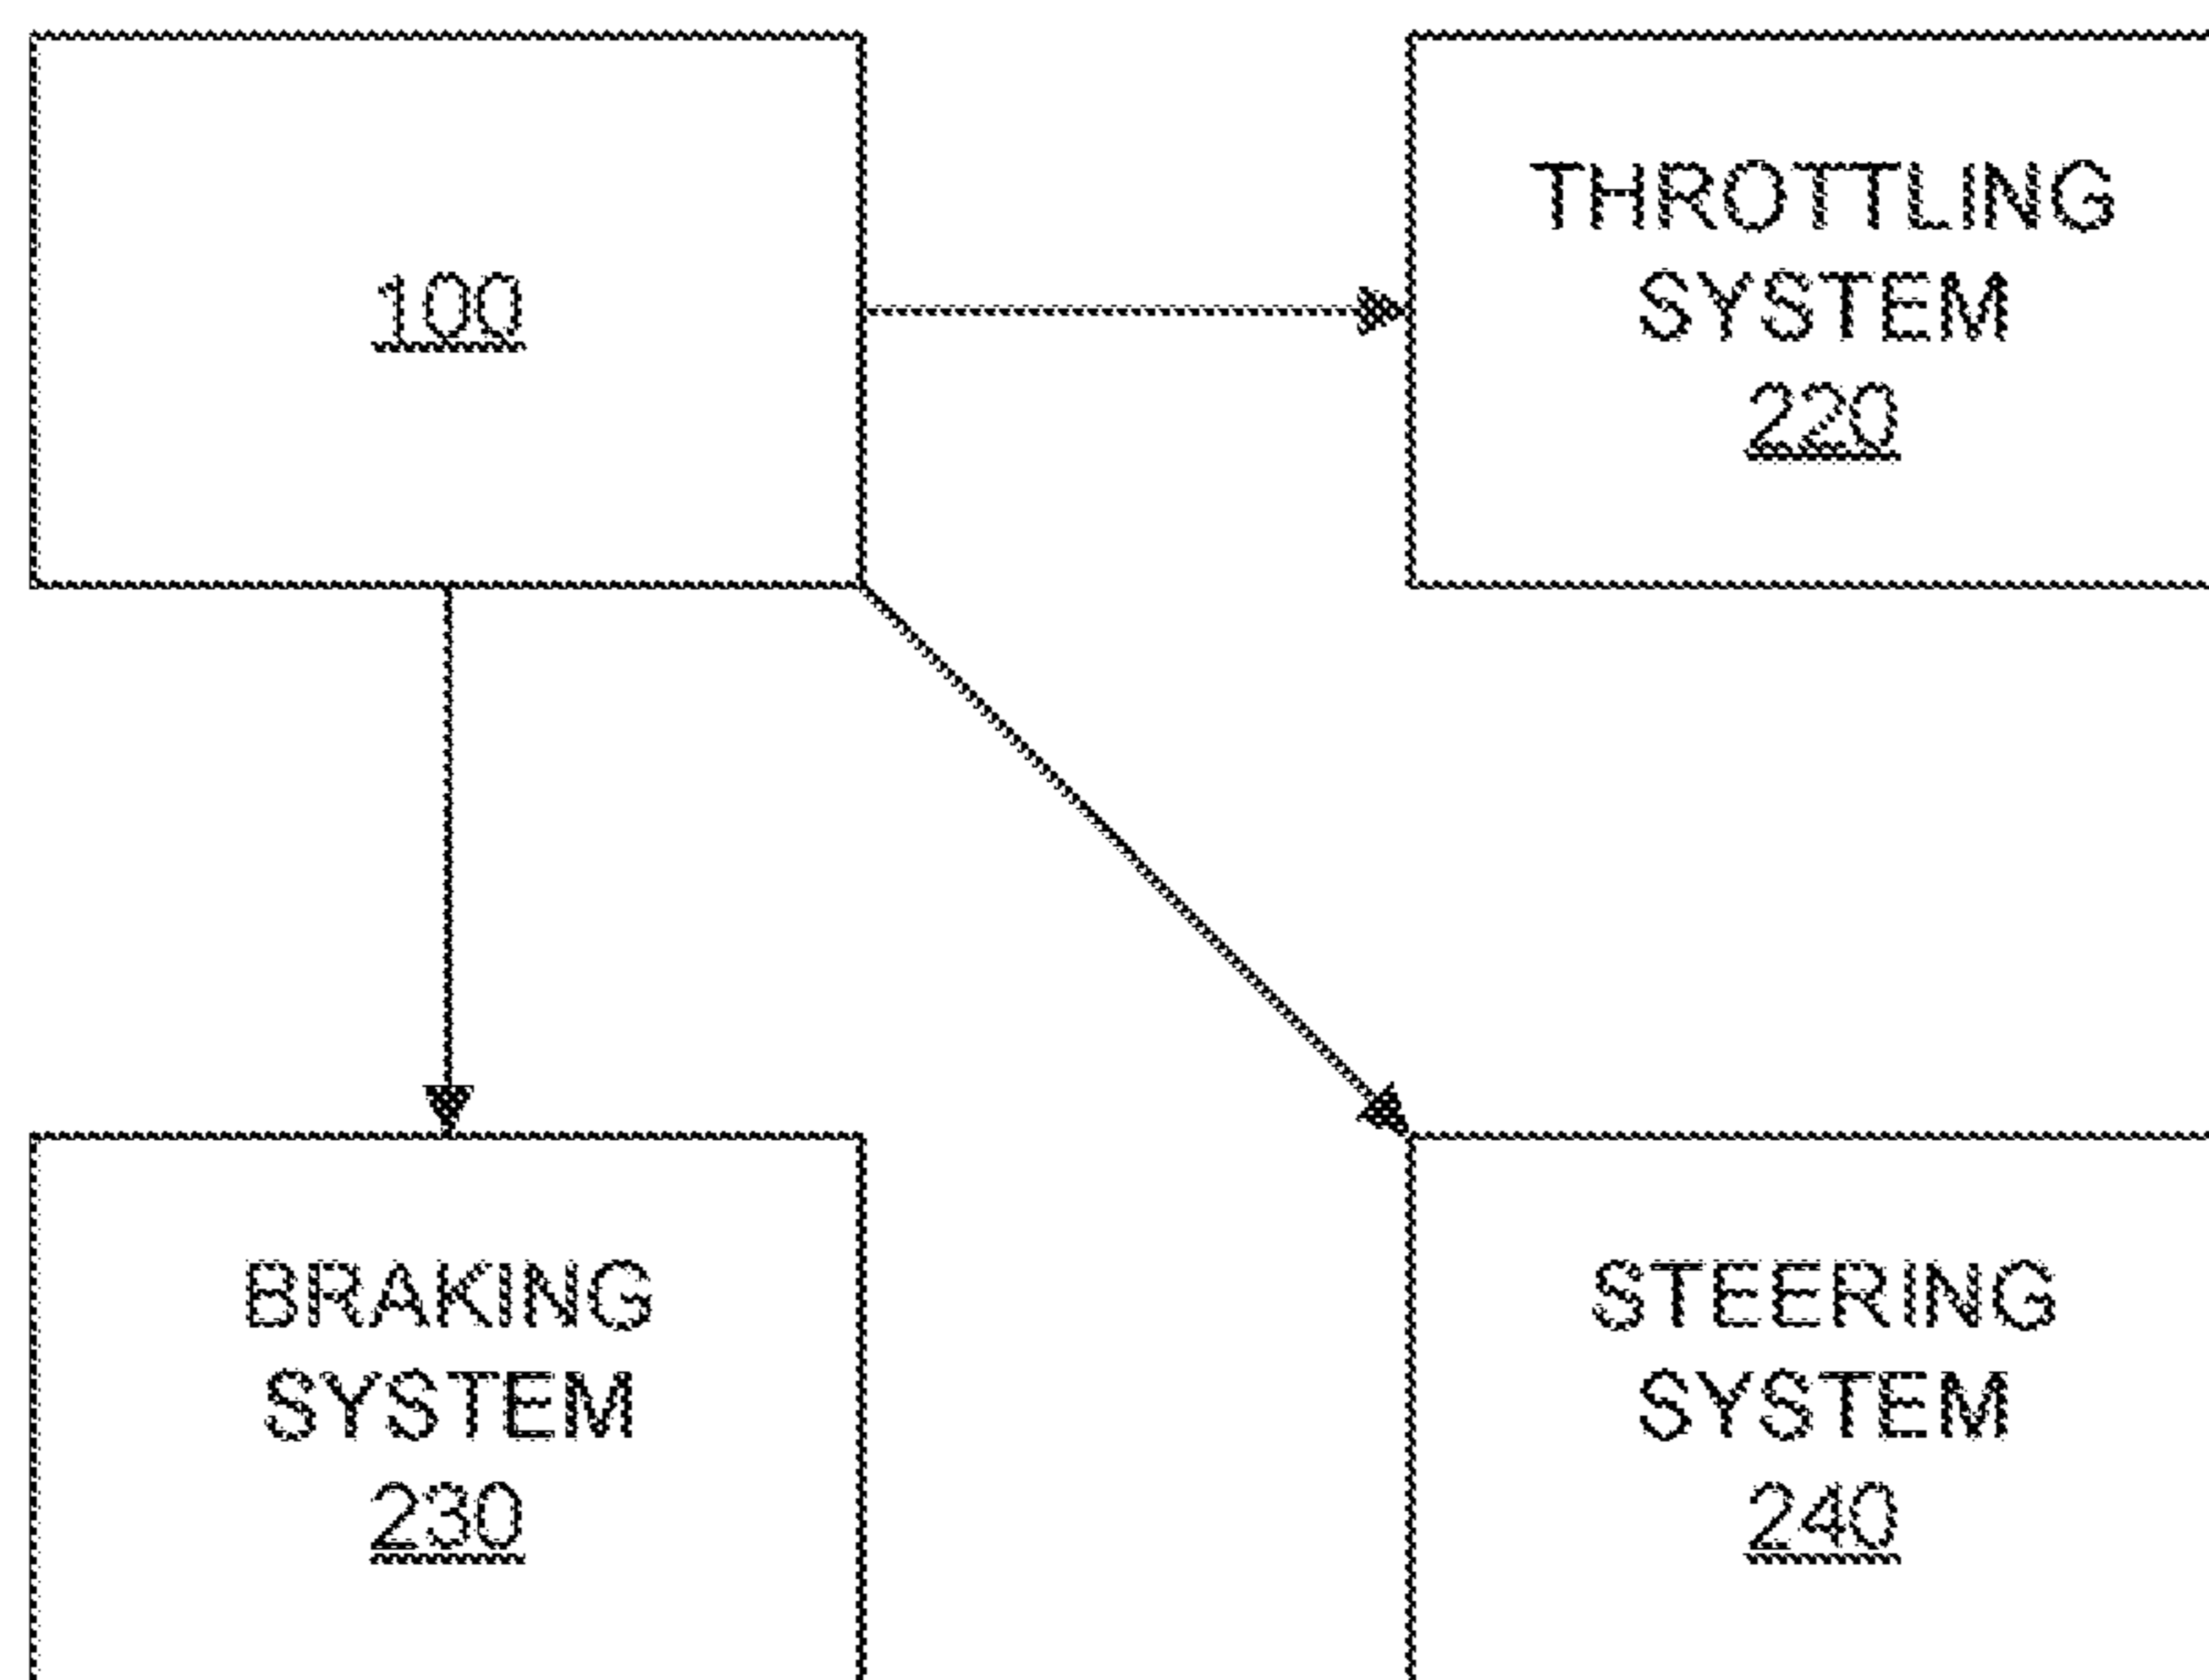 100
THROTTLING
SYSTEM
220
BRAKING
SYSTEM
230
STEERING
SYSTEM
240